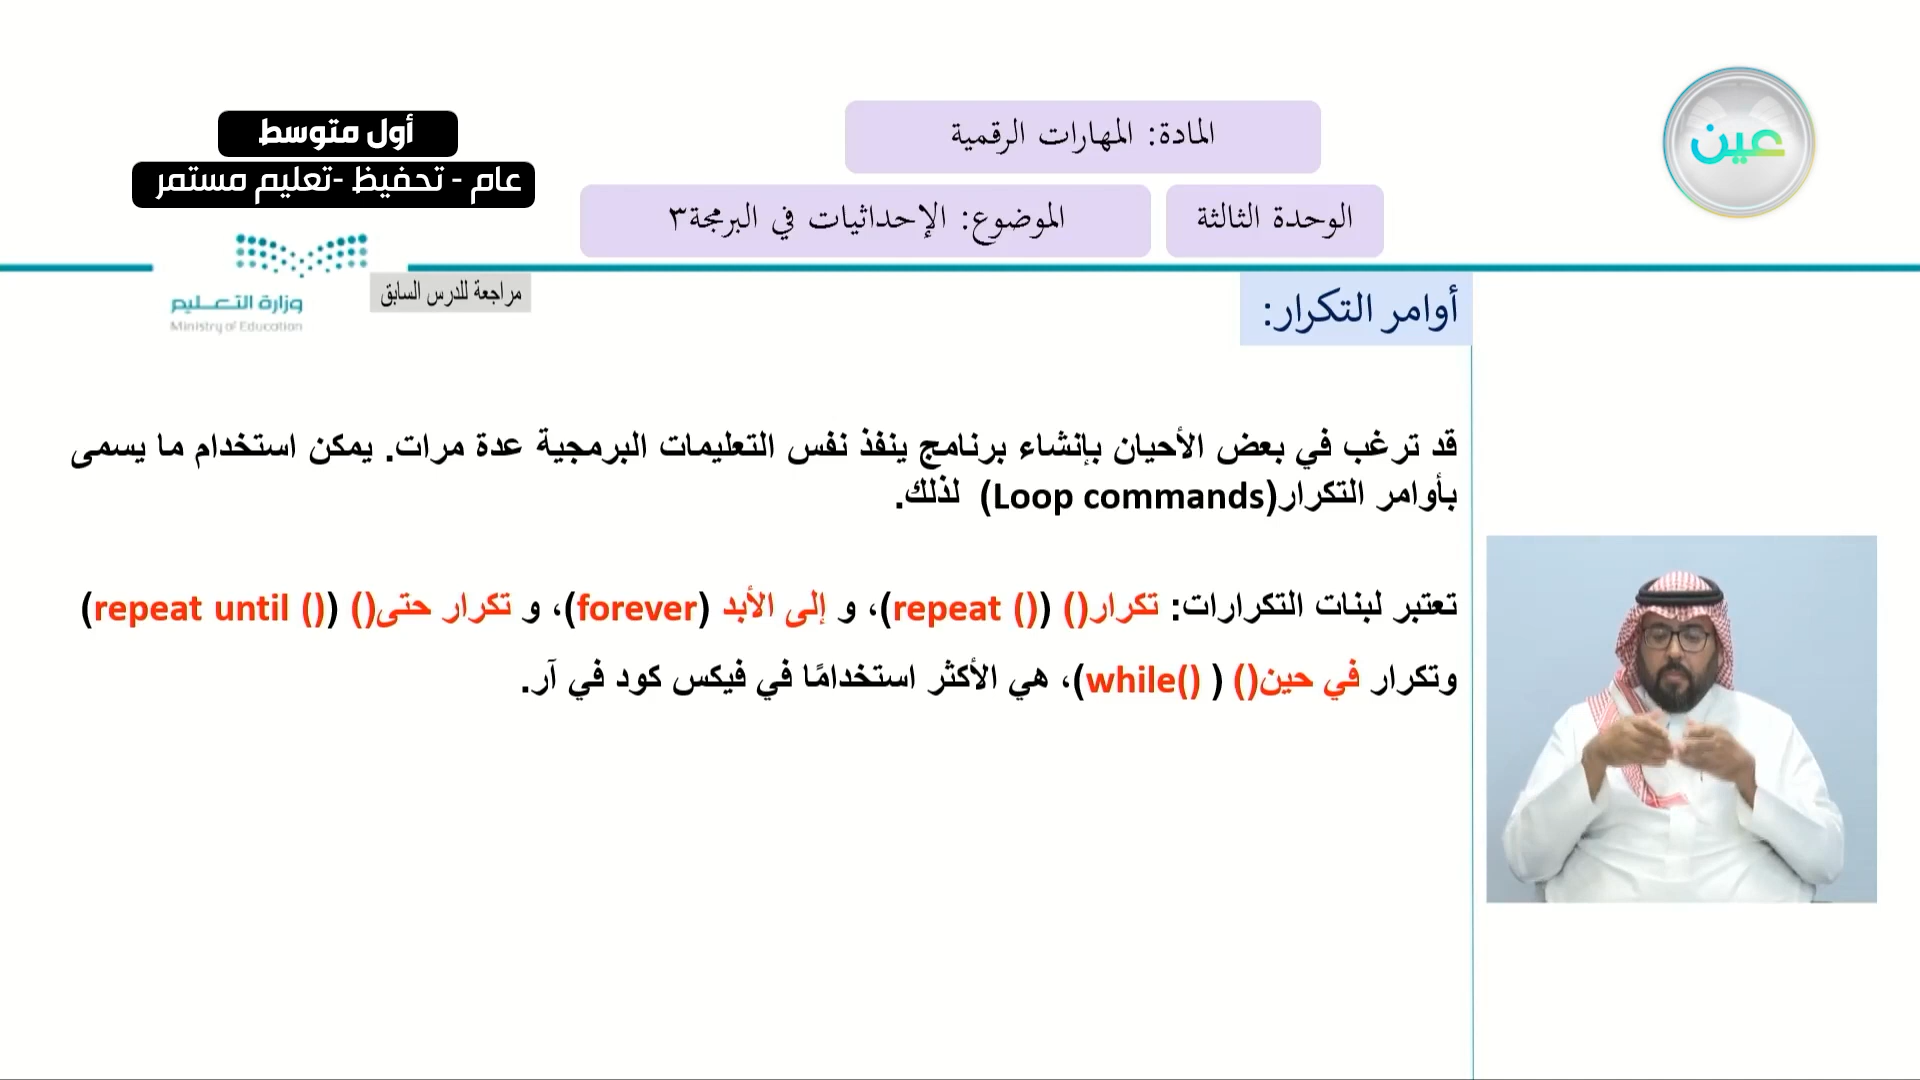 عين
المادة: المهارات الرقمية
الوحدة الثالثة
الموضوع: الإحداثيات في البرمجة٣
أول متوسط
عام - تحفيظ -تعليم مستمر
وزارة التعليم
Ministry of Education
مراجعة للدرس السابق
أوامر التكرار:
قد ترغب في بعض الأحيان بإنشاء برنامج ينفذ نفس التعليمات البرمجية عدة مرات. يمكن استخدام ما يسمى
بأوامر التكرار(Loop commands) لذلك.
تعتبر لبنات التكرارات: تكرار() (repeat ())، و إلى الأبد (forever)، و تكرار حتى() (repeat until ())
وتكرار في حين() ( while())، هي الأكثر استخدامًا في فيكس كود في آر.